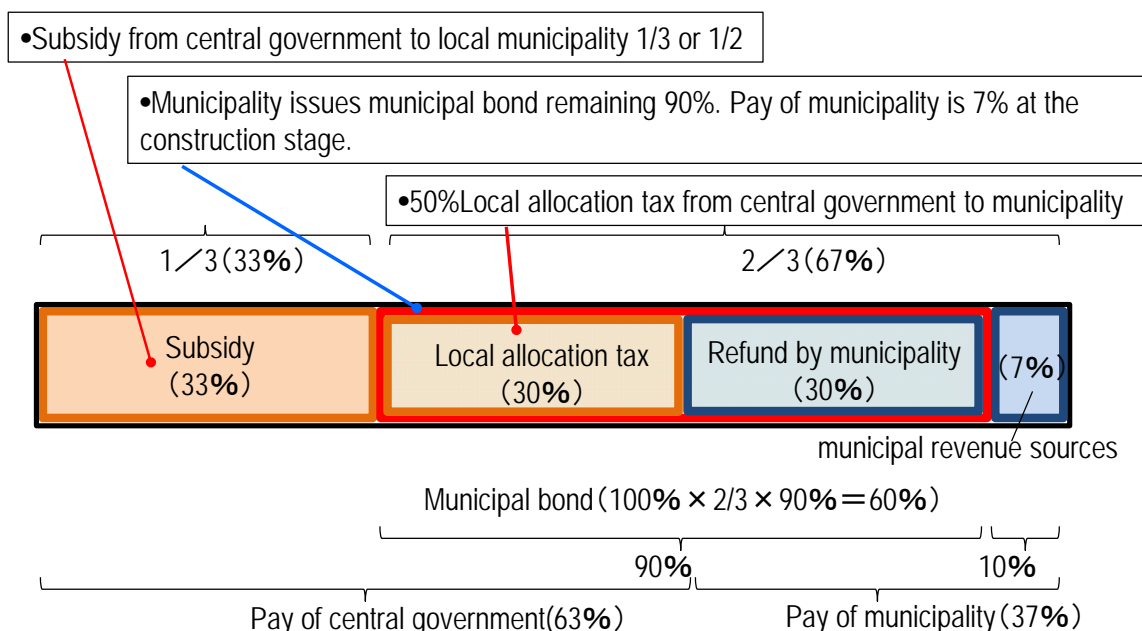 •Subsidy from central government to local municipality 1/3 or 1/2
•Municipality issues municipal bond remaining 90%. Pay of municipality is 7% at the
construction stage.
•50%Local allocation tax from central government to municipality
1／3(33%)
2／3(67%)
Subsidy
(33%)
Local allocation tax
(30%)
Refund by municipality
(30%)
(7%)
municipal revenue sources
Municipal bond(100% × 2/3 × 90%＝60%)
90%
10%
Pay of central government(63%)
Pay of municipality(37%)